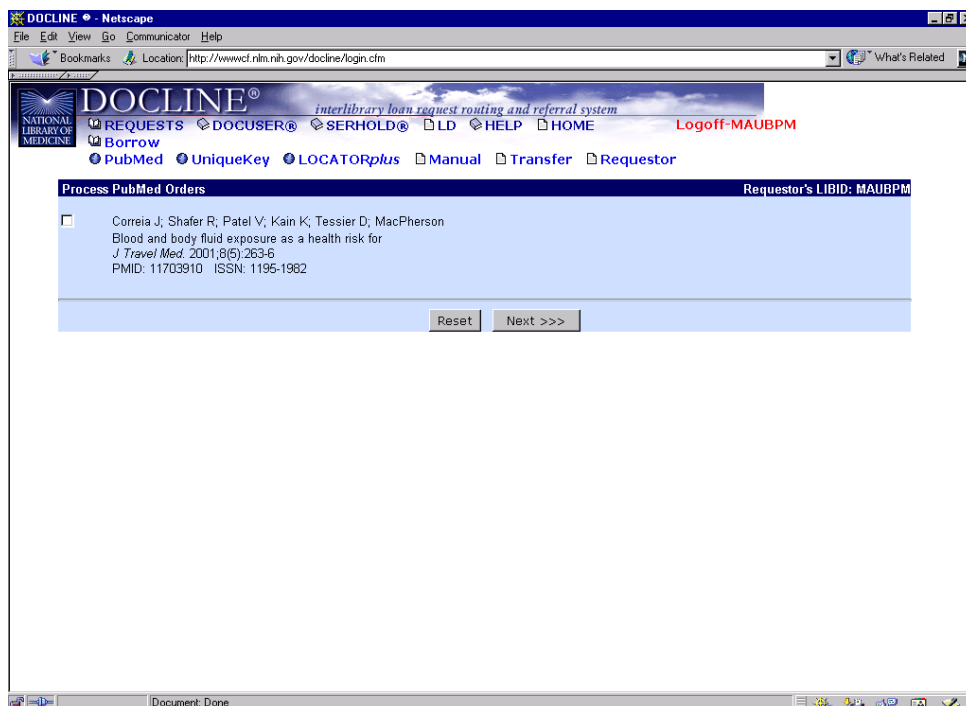 DOCLINE ® - Netscape
File Edit View Go Communicator Help
Bookmarks Location: http://wwwcf.nlm.nih.gov/docline/login.cfm What's Related
NATIONAL LIBRARY OF MEDICINE
DOCLINE®
interlibrary loan request routing and referral system
REQUESTS DOCUSER® SERHOLD® LD HELP HOME Logoff-MAUBPM
Borrow
PubMed UniqueKey LOCATORplus Manual Transfer Requestor
Process PubMed Orders Requestor's LIBID: MAUBPM
Correia J; Shafer R; Patel V; Kain K; Tessier D; MacPherson
Blood and body fluid exposure as a health risk for
J Travel Med. 2001;8(5):263-6
PMID: 11703910 ISSN: 1195-1982
Reset Next >>>
Document: Done